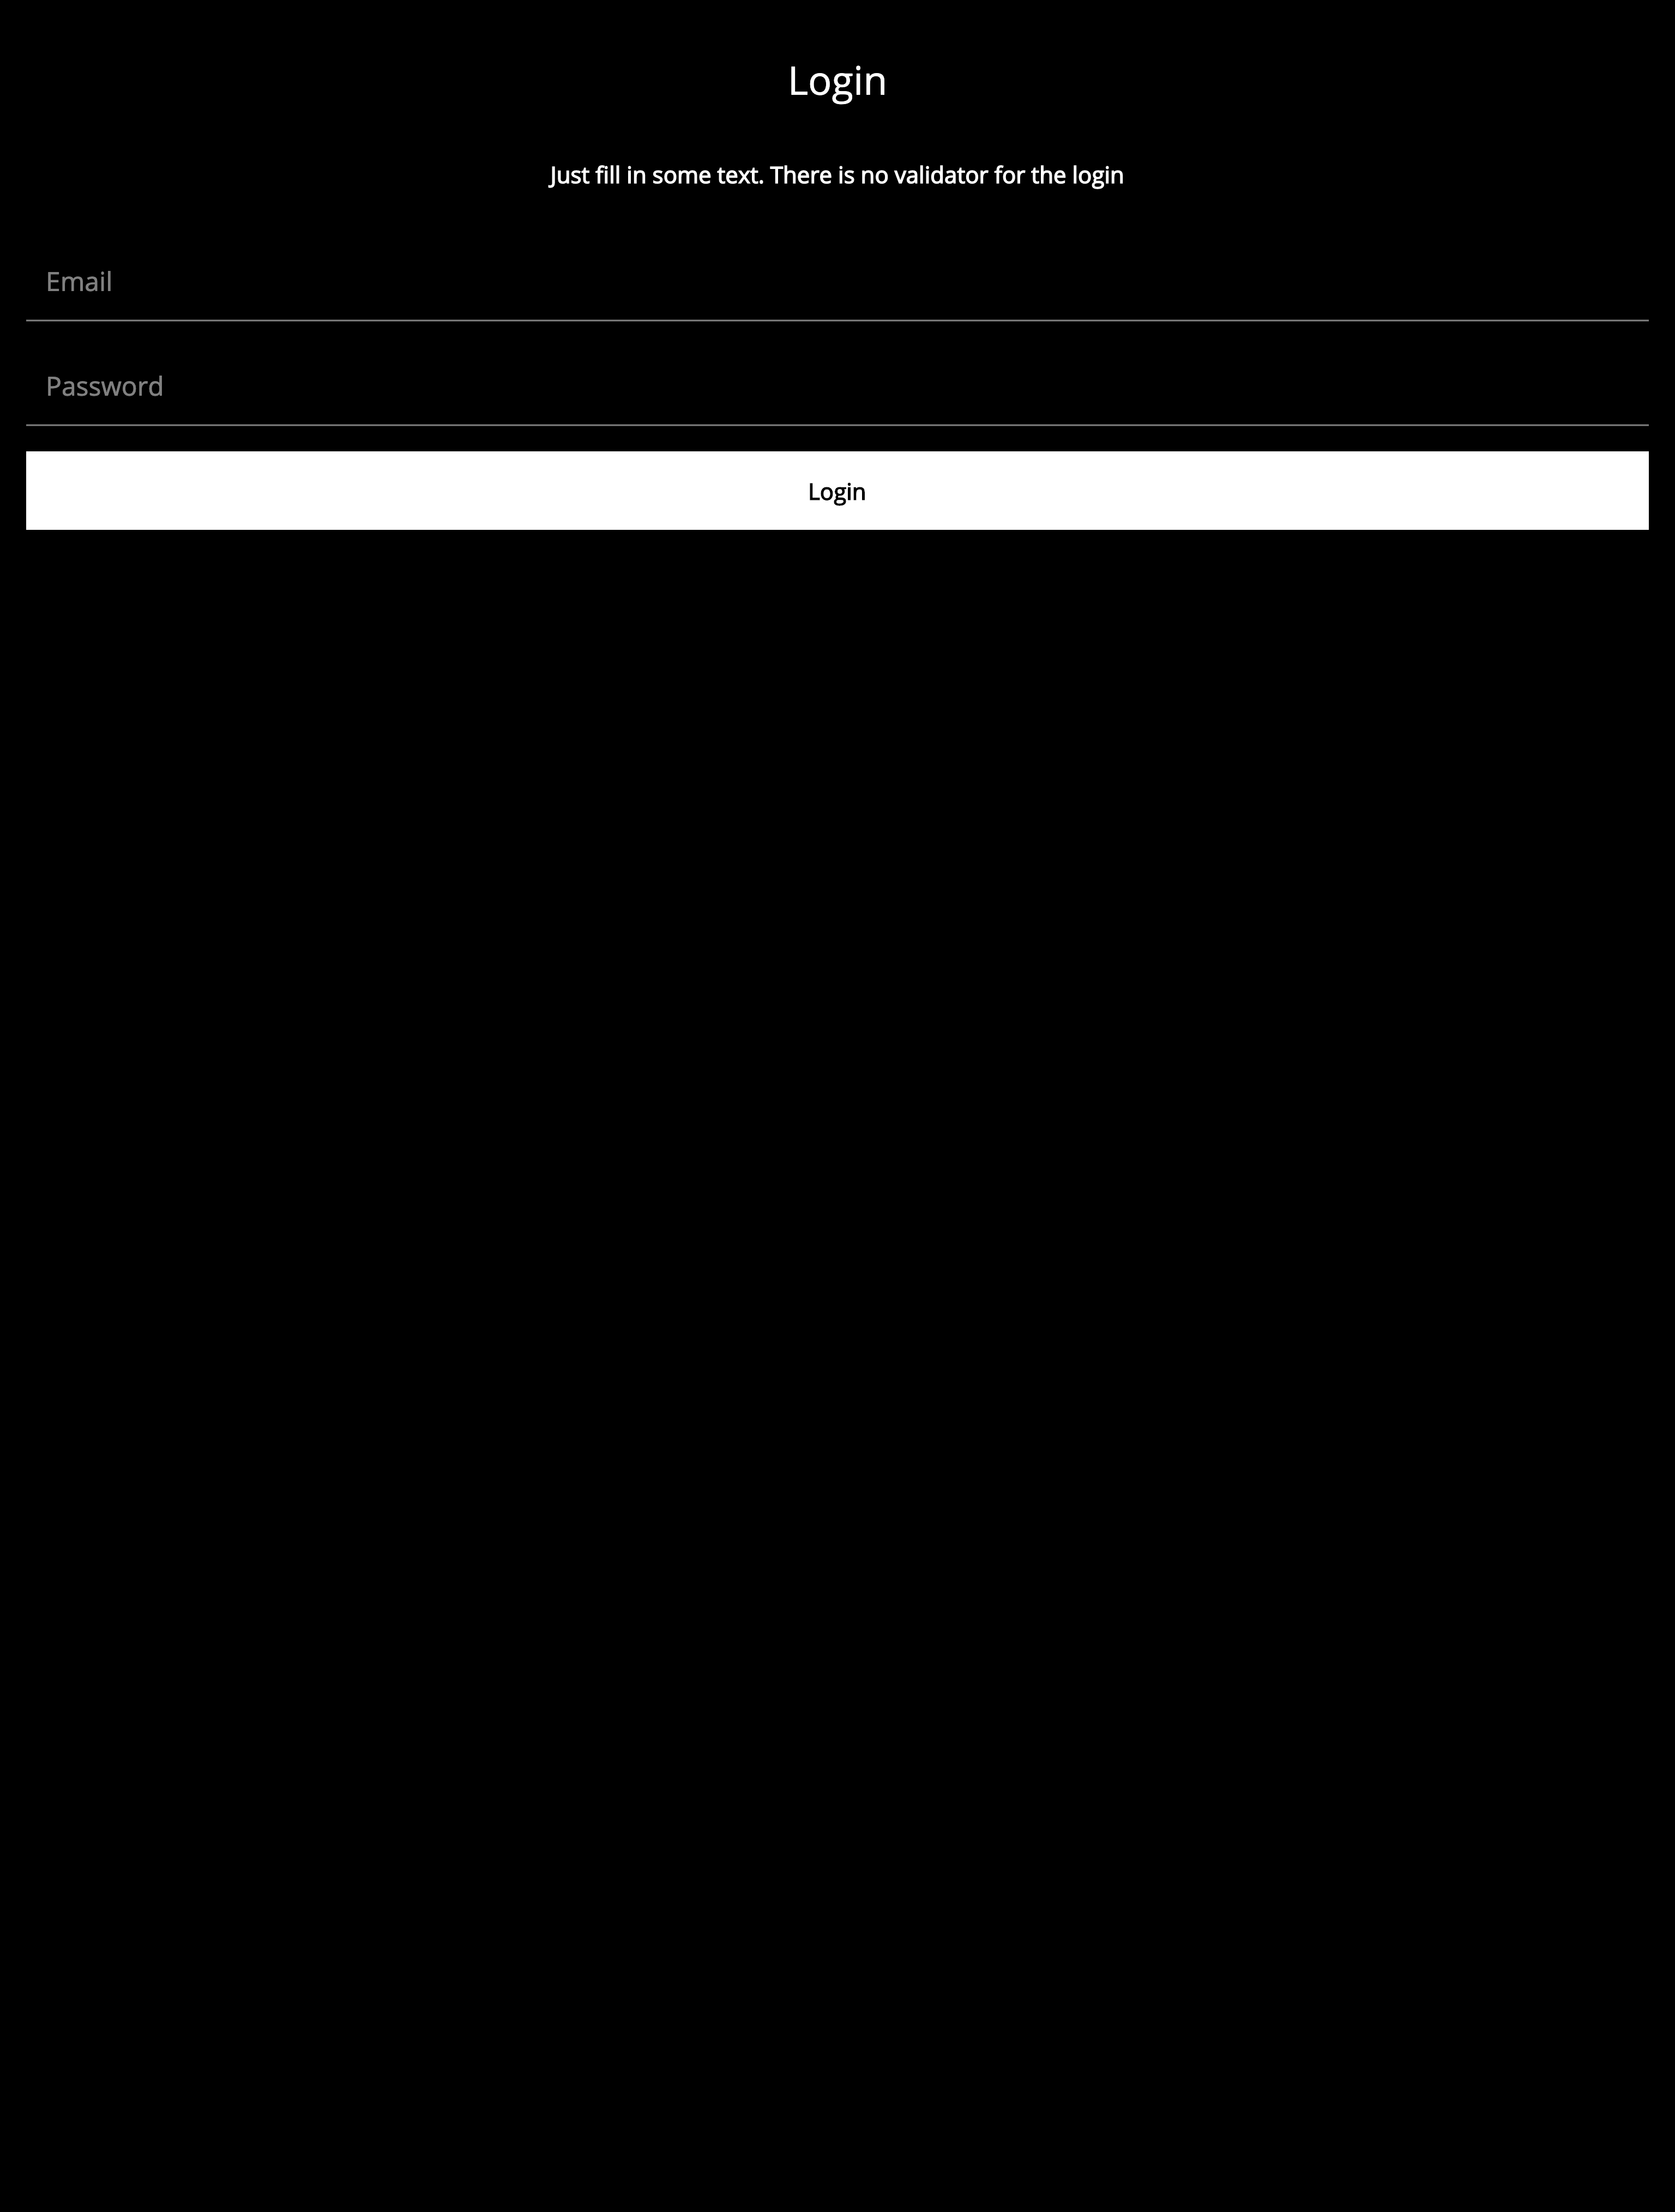 Login
Just fill in some text. There is no validator for the login
Email
Password
Login